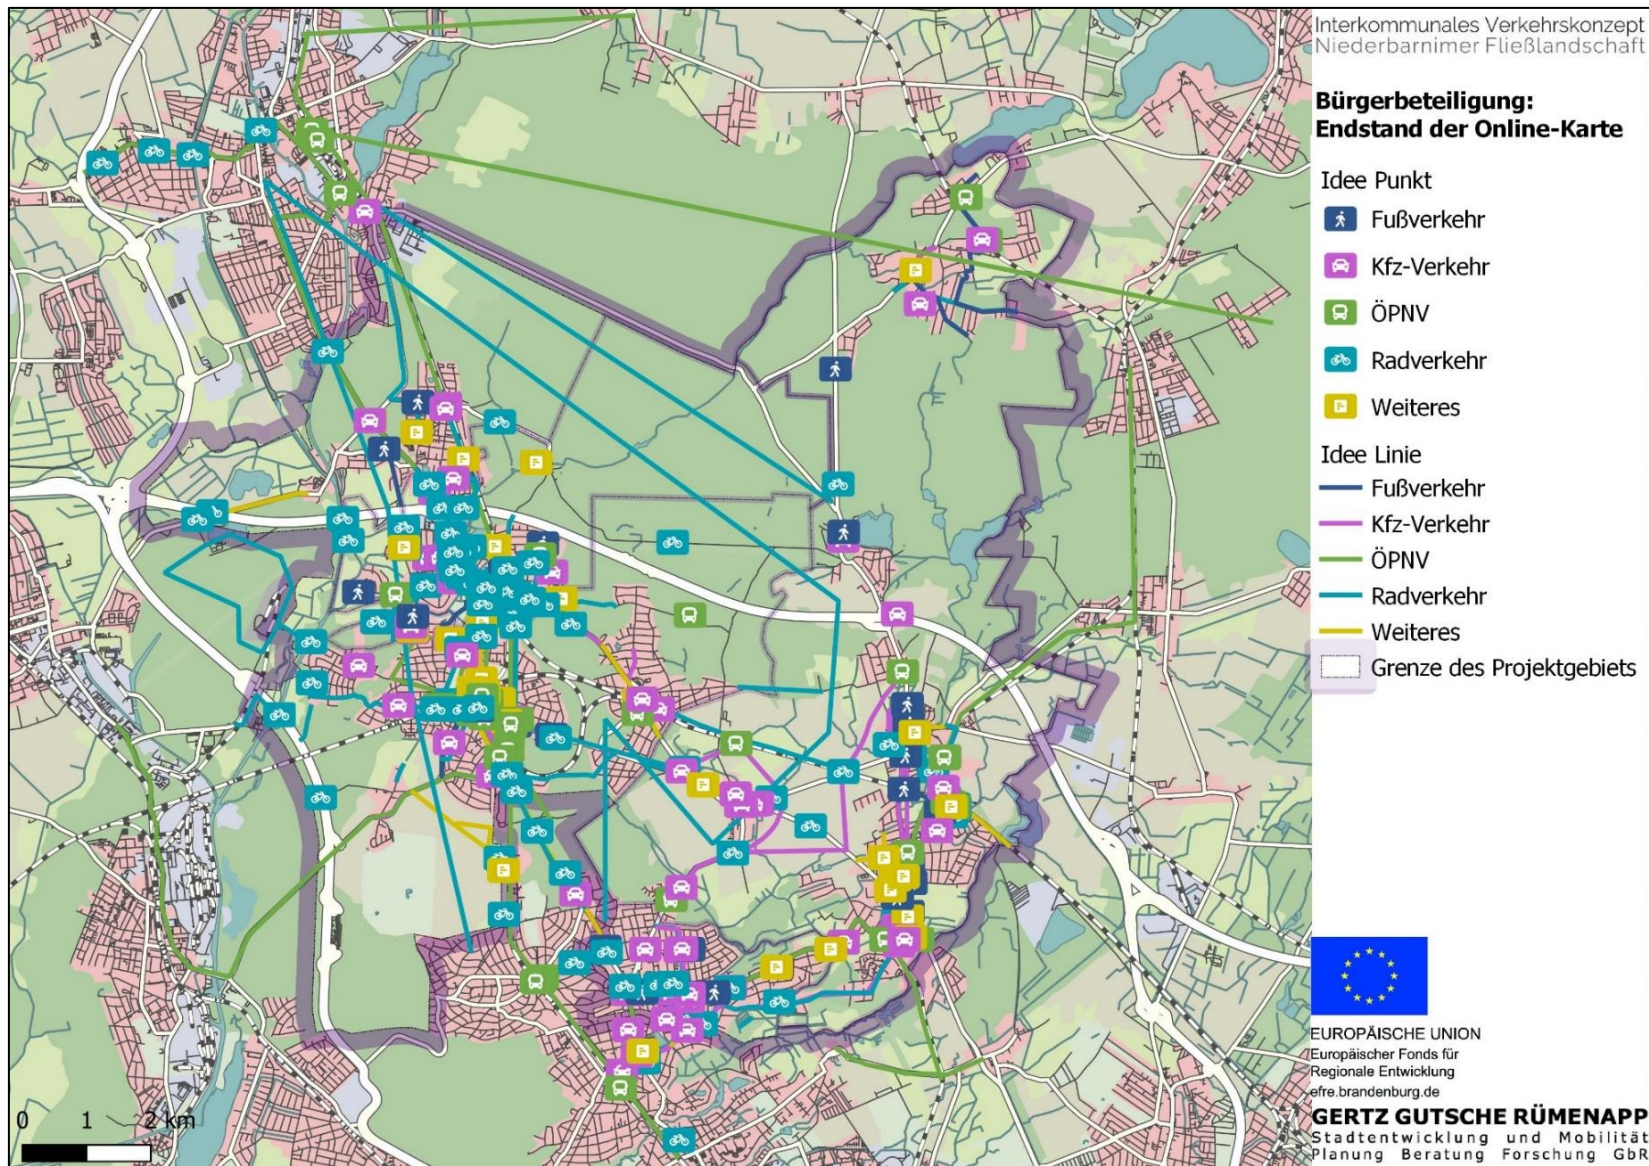 Interkommunales Verkehrskonzept
Niederbarnimer Fließlandschaft
Bürgerbeteiligung:
Endstand der Online-Karte
Idee Punkt
Fußverkehr
Kfz-Verkehr
ÖPNV
Radverkehr
Weiteres
Idee Linie
Fußverkehr
Kfz-Verkehr
ÖPNV
Radverkehr
Weiteres
Grenze des Projektgebiets
EUROPÄISCHE UNION
Europäischer Fonds für
Regionale Entwicklung
efre.brandenburg.de
GERTZ GUTSCHE RÜMENAPP
Stadtentwicklung und Mobilität
Planung Beratung Forschung GbR
0 1 2 km